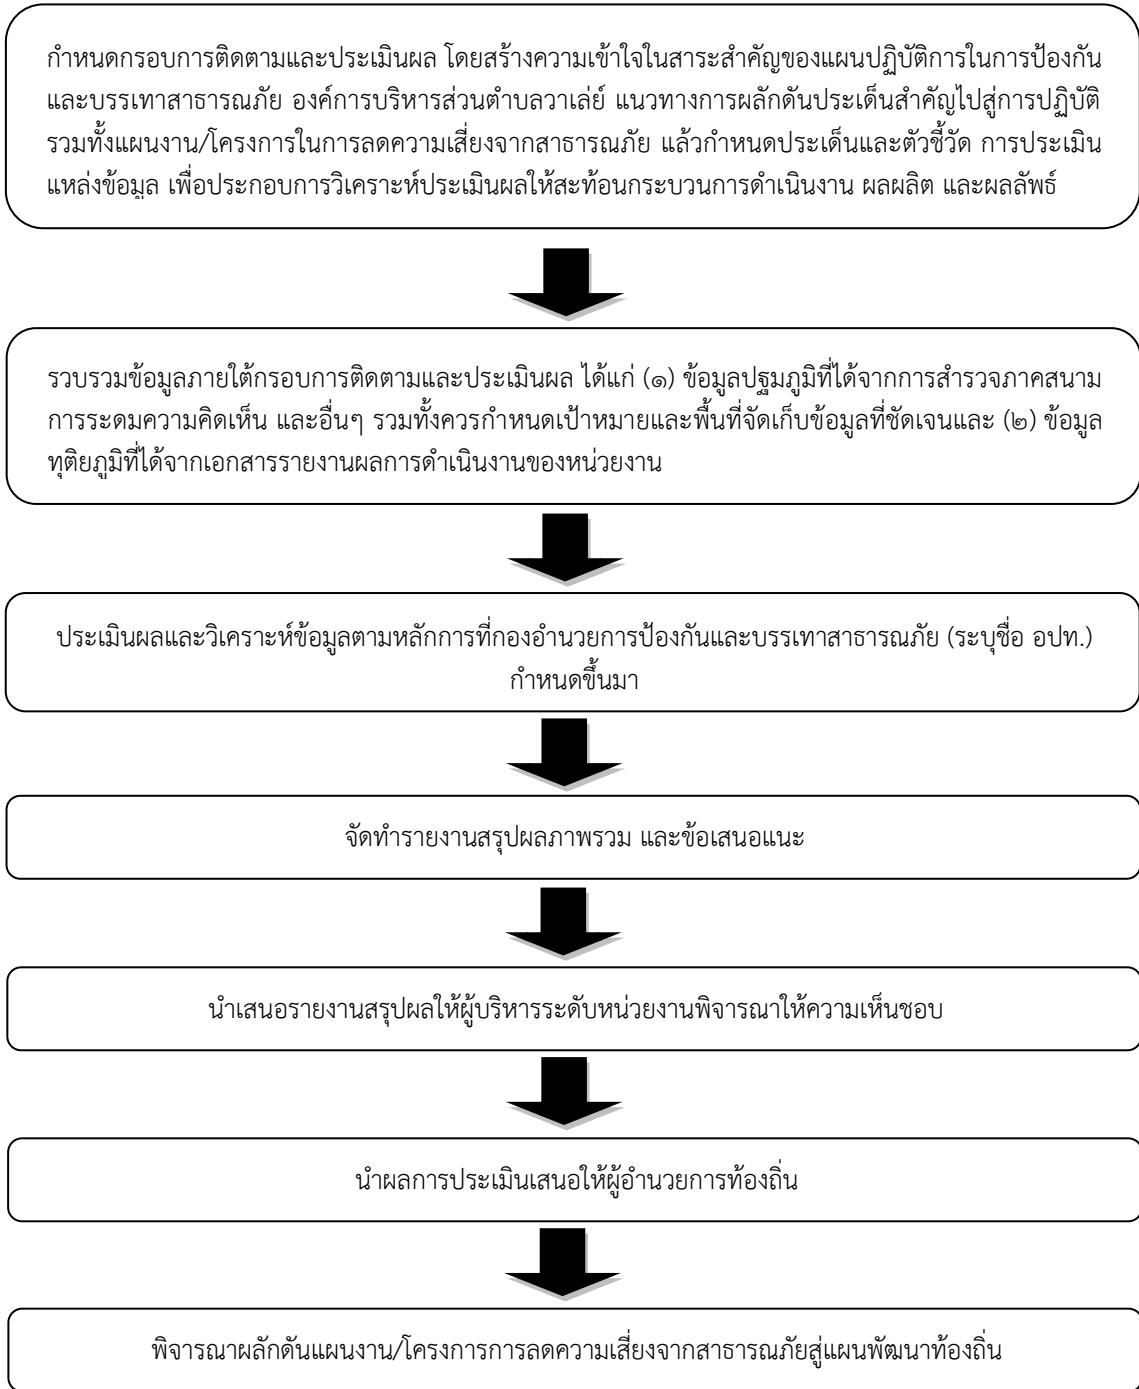 กำหนดกรอบการติดตามและประเมินผล โดยสร้างความเข้าใจในสาระสำคัญของแผนปฏิบัติการในการป้องกัน
และบรรเทาสาธารณภัย องค์การบริหารส่วนตำบลวาเล่ย์ แนวทางการผลักดันประเด็นสำคัญไปสู่การปฏิบัติ
รวมทั้งแผนงาน/โครงการในการลดความเสี่ยงจากสาธารณภัย แล้วกำหนดประเด็นและตัวชี้วัด การประเมิน
แหล่งข้อมูล เพื่อประกอบการวิเคราะห์ประเมินผลให้สะท้อนกระบวนการดำเนินงาน ผลผลิต และผลลัพธ์
รวบรวมข้อมูลภายใต้กรอบการติดตามและประเมินผล ได้แก่ (๑) ข้อมูลปฐมภูมิที่ได้จากการสำรวจภาคสนาม
การระดมความคิดเห็น และอื่นๆ รวมทั้งควรกำหนดเป้าหมายและพื้นที่จัดเก็บข้อมูลที่ชัดเจนและ (๒) ข้อมูล
ทุติยภูมิที่ได้จากเอกสารรายงานผลการดำเนินงานของหน่วยงาน
ประเมินผลและวิเคราะห์ข้อมูลตามหลักการที่กองอำนวยการป้องกันและบรรเทาสาธารณภัย (ระบุชื่อ อปท.)
กำหนดขึ้นมา
จัดทำรายงานสรุปผลภาพรวม และข้อเสนอแนะ
นำเสนอรายงานสรุปผลให้ผู้บริหารระดับหน่วยงานพิจารณาให้ความเห็นชอบ
นำผลการประเมินเสนอให้ผู้อำนวยการท้องถิ่น
พิจารณาผลักดันแผนงาน/โครงการการลดความเสี่ยงจากสาธารณภัยสู่แผนพัฒนาท้องถิ่น